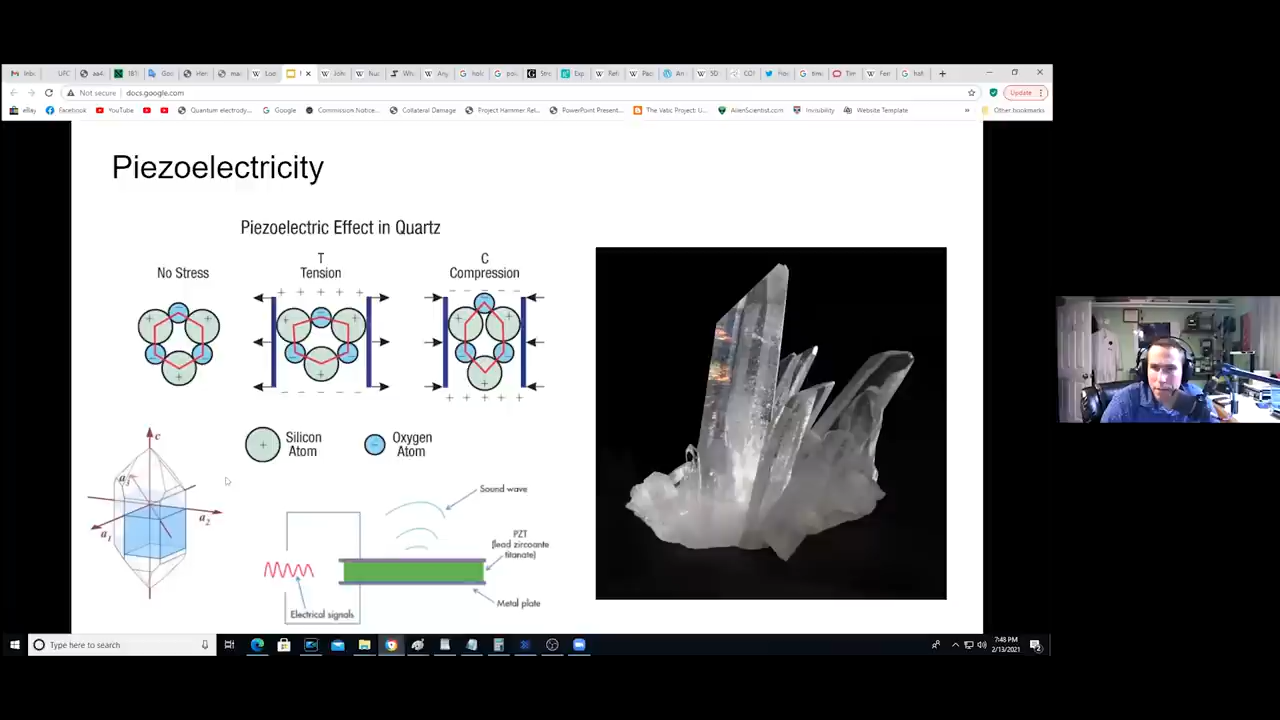 Not secure
docs.google.com
Update
eBay
Facebook
YouTube
Quantum electrody...
Google
Commission Notice...
Collateral Damage
Project Hammer Rel...
PowerPoint Present...
The Vatic Project: U...
AlienScientist.com
Invisibility
Website Template
Other bookmarks
Piezoelectricity
Piezoelectric Effect in Quartz
No Stress
T
Tension
C
Compression
+ + + + +
− − − − −
+ + + + +
Silicon
Atom
Oxygen
Atom
c
a3
a2
a1
Sound wave
PZT
(lead zircoante
titanate)
Metal plate
Electrical signals
Type here to search
7:48 PM
2/13/2021